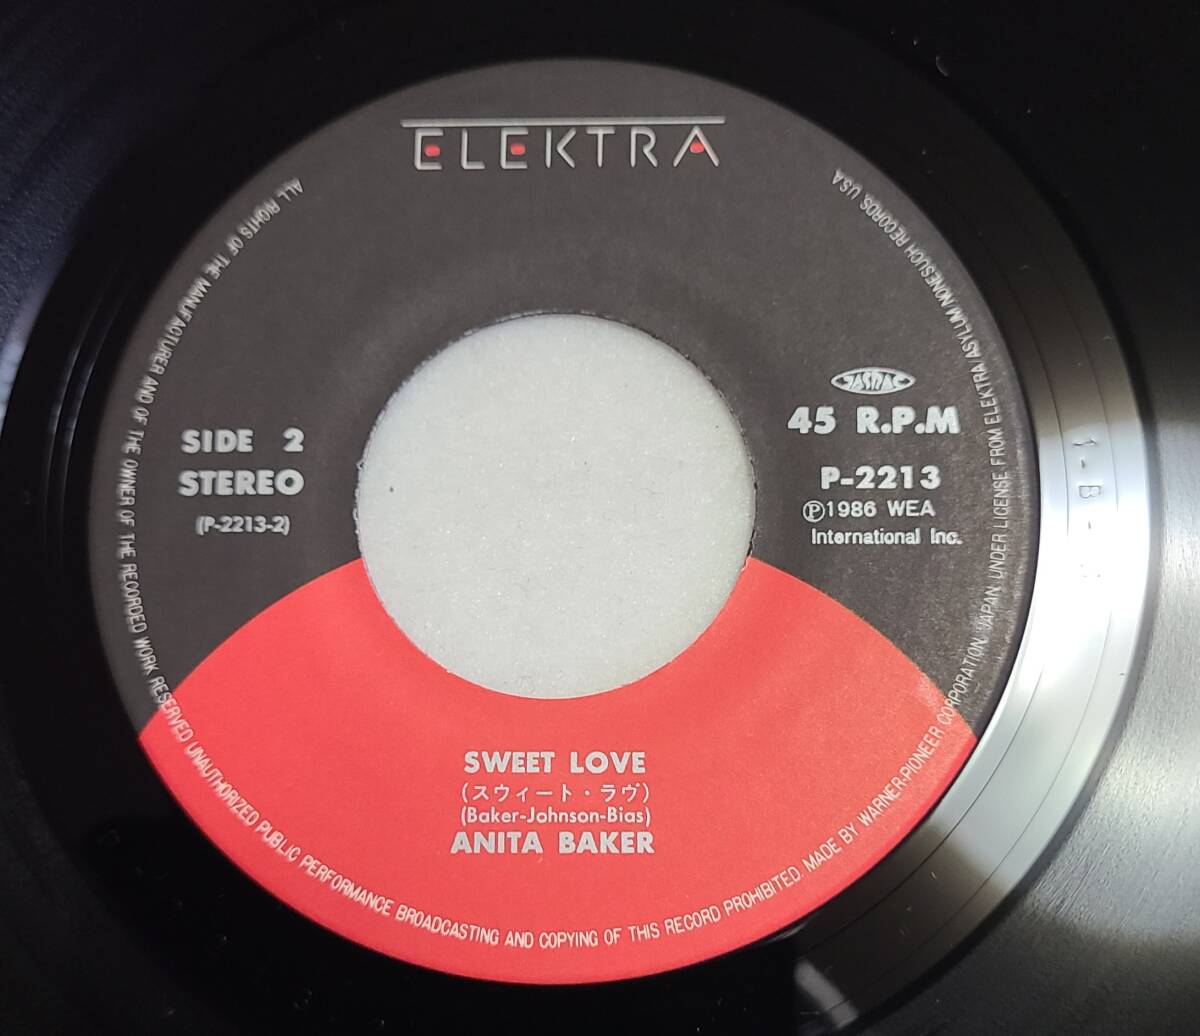 ELEKTRA
SIDE 2
STEREO
(P-2213-2)
JASRAC
45 R.P.M
P-2213
Ⓟ1986 WEA
International Inc.
SWEET LOVE
(スウィート・ラヴ)
(Baker-Johnson-Bias)
ANITA BAKER
ALL RIGHTS OF THE MANUFACTURER AND OF THE OWNER OF THE RECORDED WORK RESERVED UNAUTHORIZED PUBLIC PERFORMANCE BROADCASTING AND COPYING OF THIS RECORD PROHIBITED MADE BY WARNER-PIONEER CORPORATION, JAPAN UNDER LICENSE FROM ELEKTRA/ASYLUM/NONESUCH RECORDS, USA